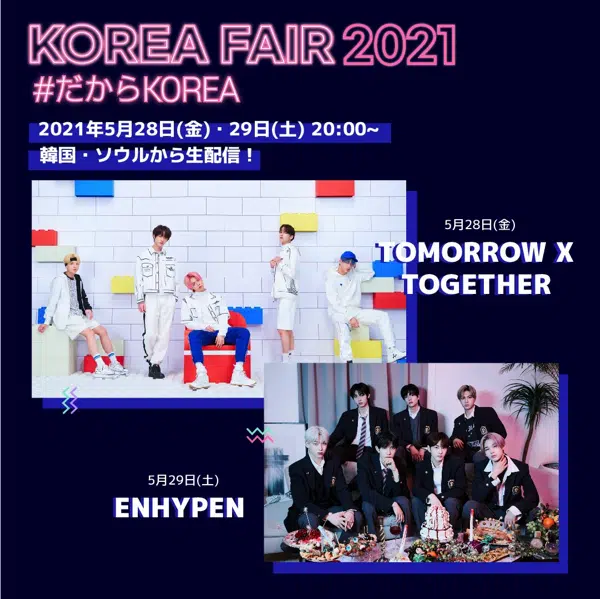 KOREA FAIR 2021
#だからKOREA
2021年5月28日(金)・29日(土) 20:00~
韓国・ソウルから生配信！
5月28日(金)
TOMORROW X
TOGETHER
5月29日(土)
ENHYPEN